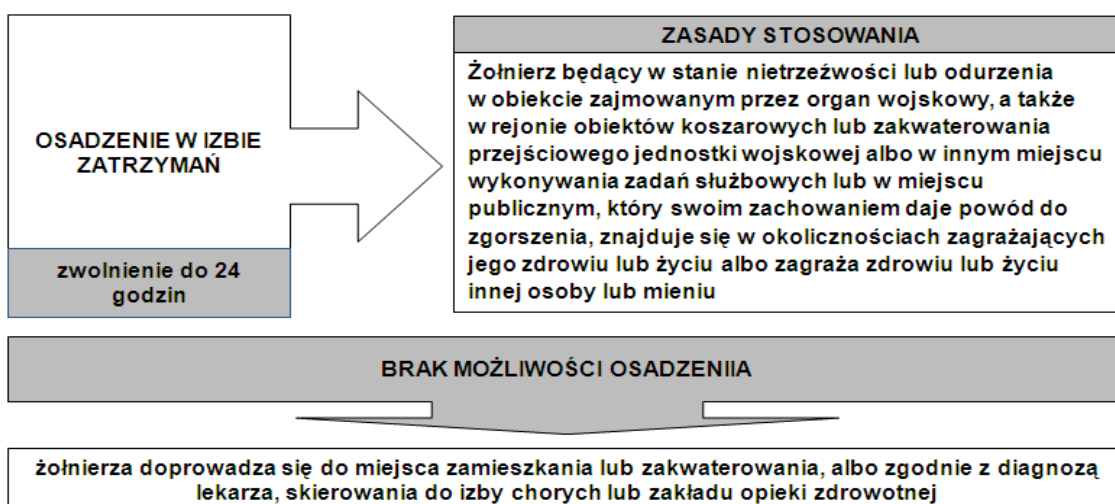 OSADZENIE W IZBIE
ZATRZYMAŃ
zwolnienie do 24
godzin
ZASADY STOSOWANIA
Żołnierz będący w stanie nietrzeźwości lub odurzenia
w obiekcie zajmowanym przez organ wojskowy, a także
w rejonie obiektów koszarowych lub zakwaterowania
przejściowego jednostki wojskowej albo w innym miejscu
wykonywania zadań służbowych lub w miejscu
publicznym, który swoim zachowaniem daje powód do
zgorszenia, znajduje się w okolicznościach zagrażających
jego zdrowiu lub życiu albo zagraża zdrowiu lub życiu
innej osoby lub mieniu
BRAK MOŻLIWOŚCI OSADZENIIA
żołnierza doprowadza się do miejsca zamieszkania lub zakwaterowania, albo zgodnie z diagnozą
lekarza, skierowania do izby chorych lub zakładu opieki zdrowotnej